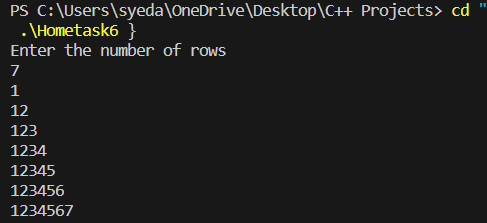 PS C:\Users\syeda\OneDrive\Desktop\C++ Projects> cd "
.\Hometask6 }
Enter the number of rows
7
1
12
123
1234
12345
123456
1234567